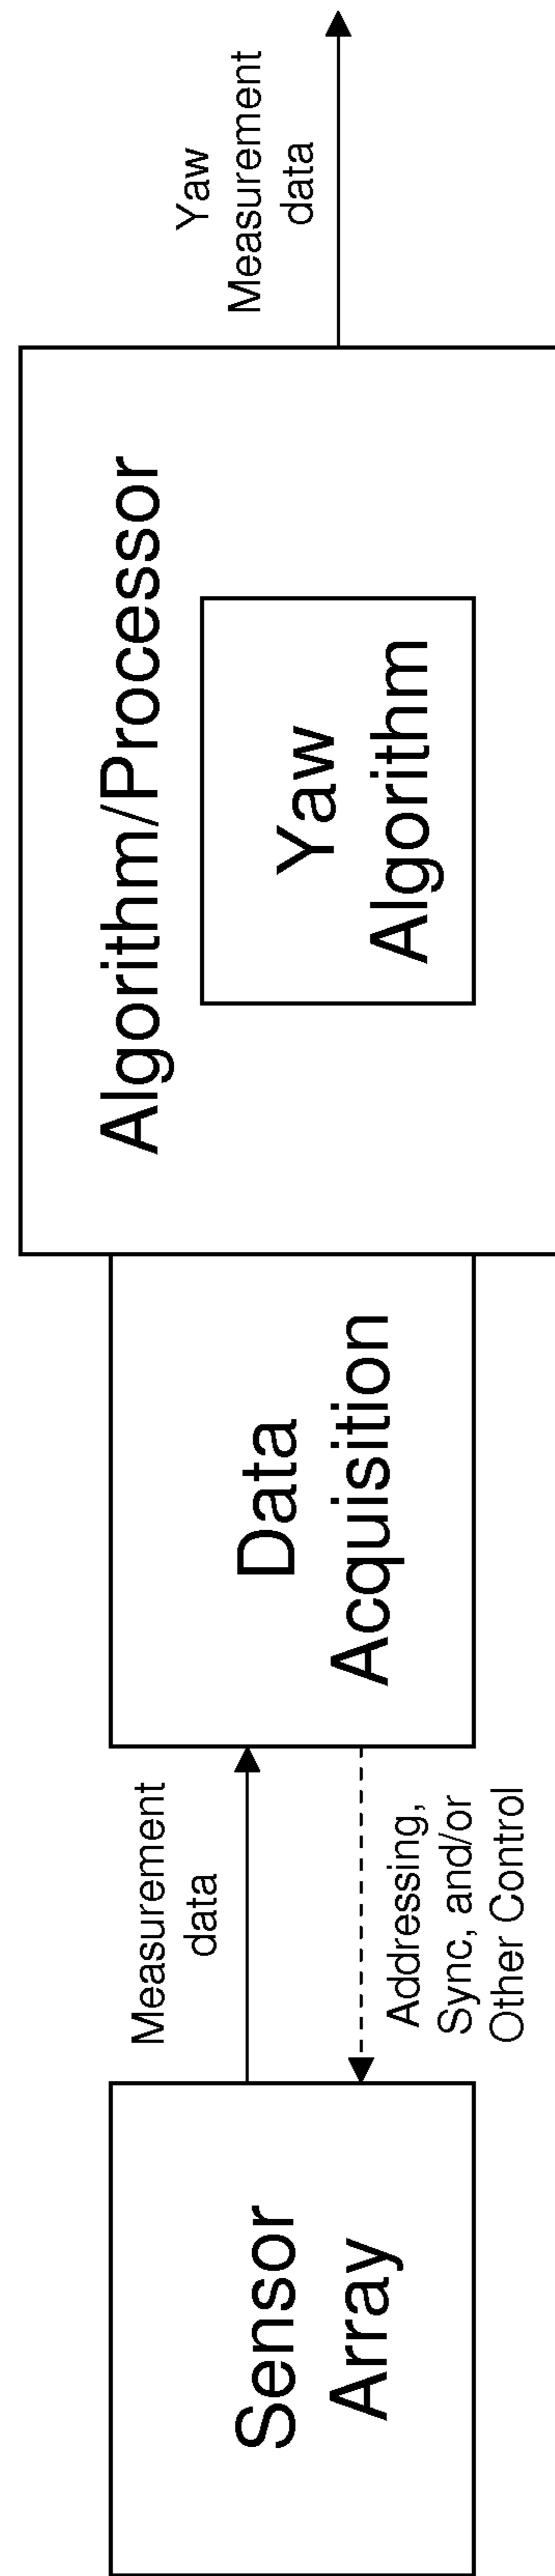 Sensor
Array
Measurement
data
Addressing,
Sync, and/or
Other Control
Data
Acquisition
Algorithm/Processor
Yaw
Algorithm
Yaw
Measurement
data